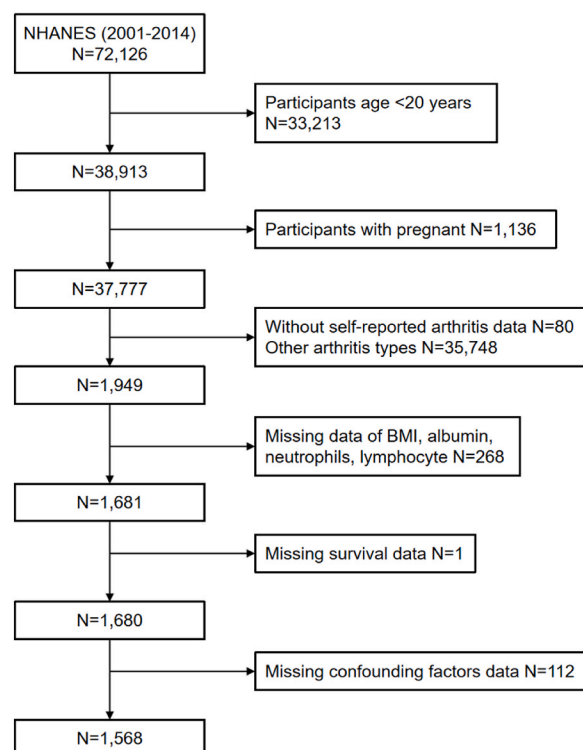 NHANES (2001-2014)
N=72,126
Participants age <20 years
N=33,213
N=38,913
Participants with pregnant N=1,136
N=37,777
Without self-reported arthritis data N=80
Other arthritis types N=35,748
N=1,949
Missing data of BMI, albumin,
neutrophils, lymphocyte N=268
N=1,681
Missing survival data N=1
N=1,680
Missing confounding factors data N=112
N=1,568